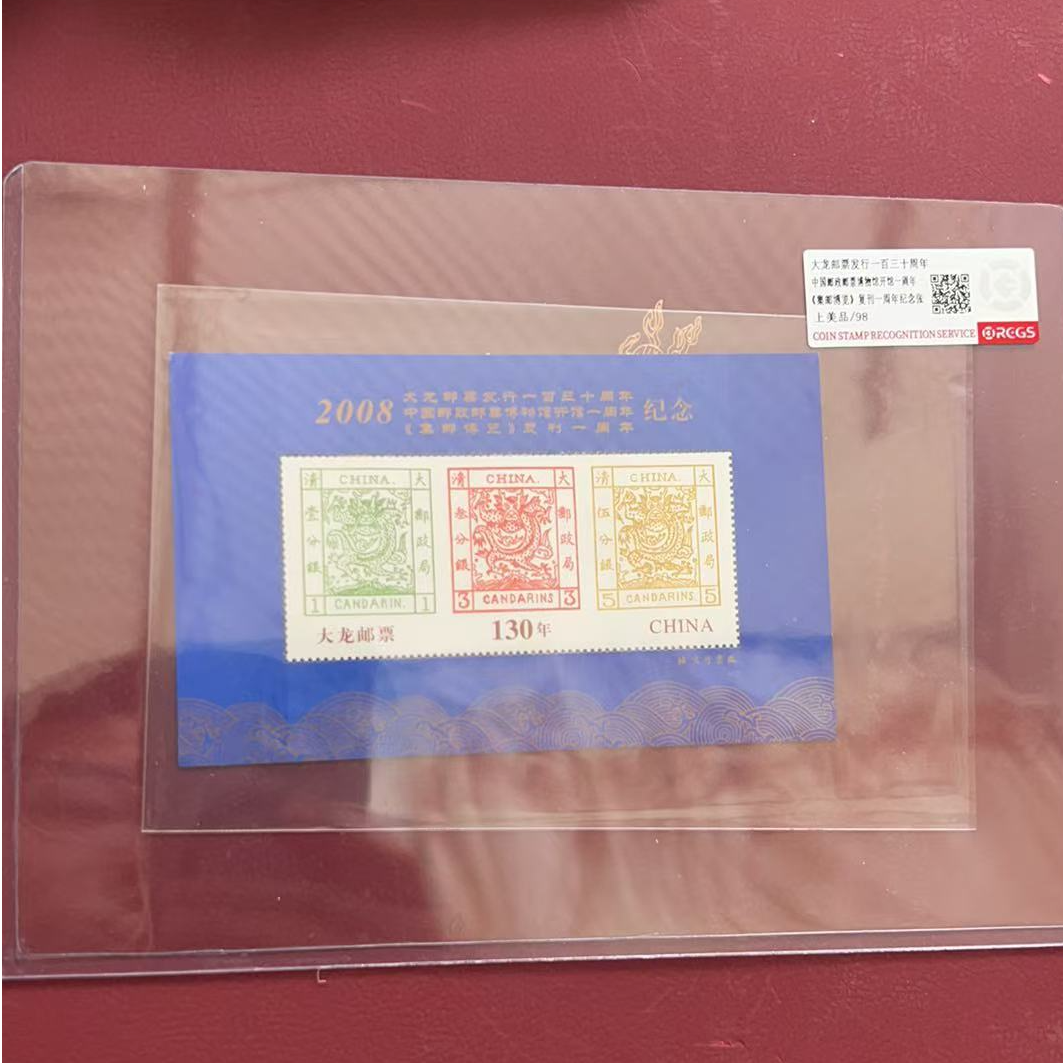 大龙邮票发行一百三十周年
中国邮政邮票博物馆开馆一周年
《集邮博览》复刊一周年纪念张
上美品/98
COIN STAMP RECOGNITION SERVICE
RCGS
2008
大龙邮票发行一百三十周年
中国邮政邮票博物馆开馆一周年
《集邮博览》复刊一周年
纪念
清 CHINA. 大
壹分银
郵政局
1 CANDARIN. 1
清 CHINA. 大
叁分银
郵政局
3 CANDARINS 3
清 CHINA. 大
伍分银
郵政局
5 CANDARINS 5
大龙邮票
130年
CHINA